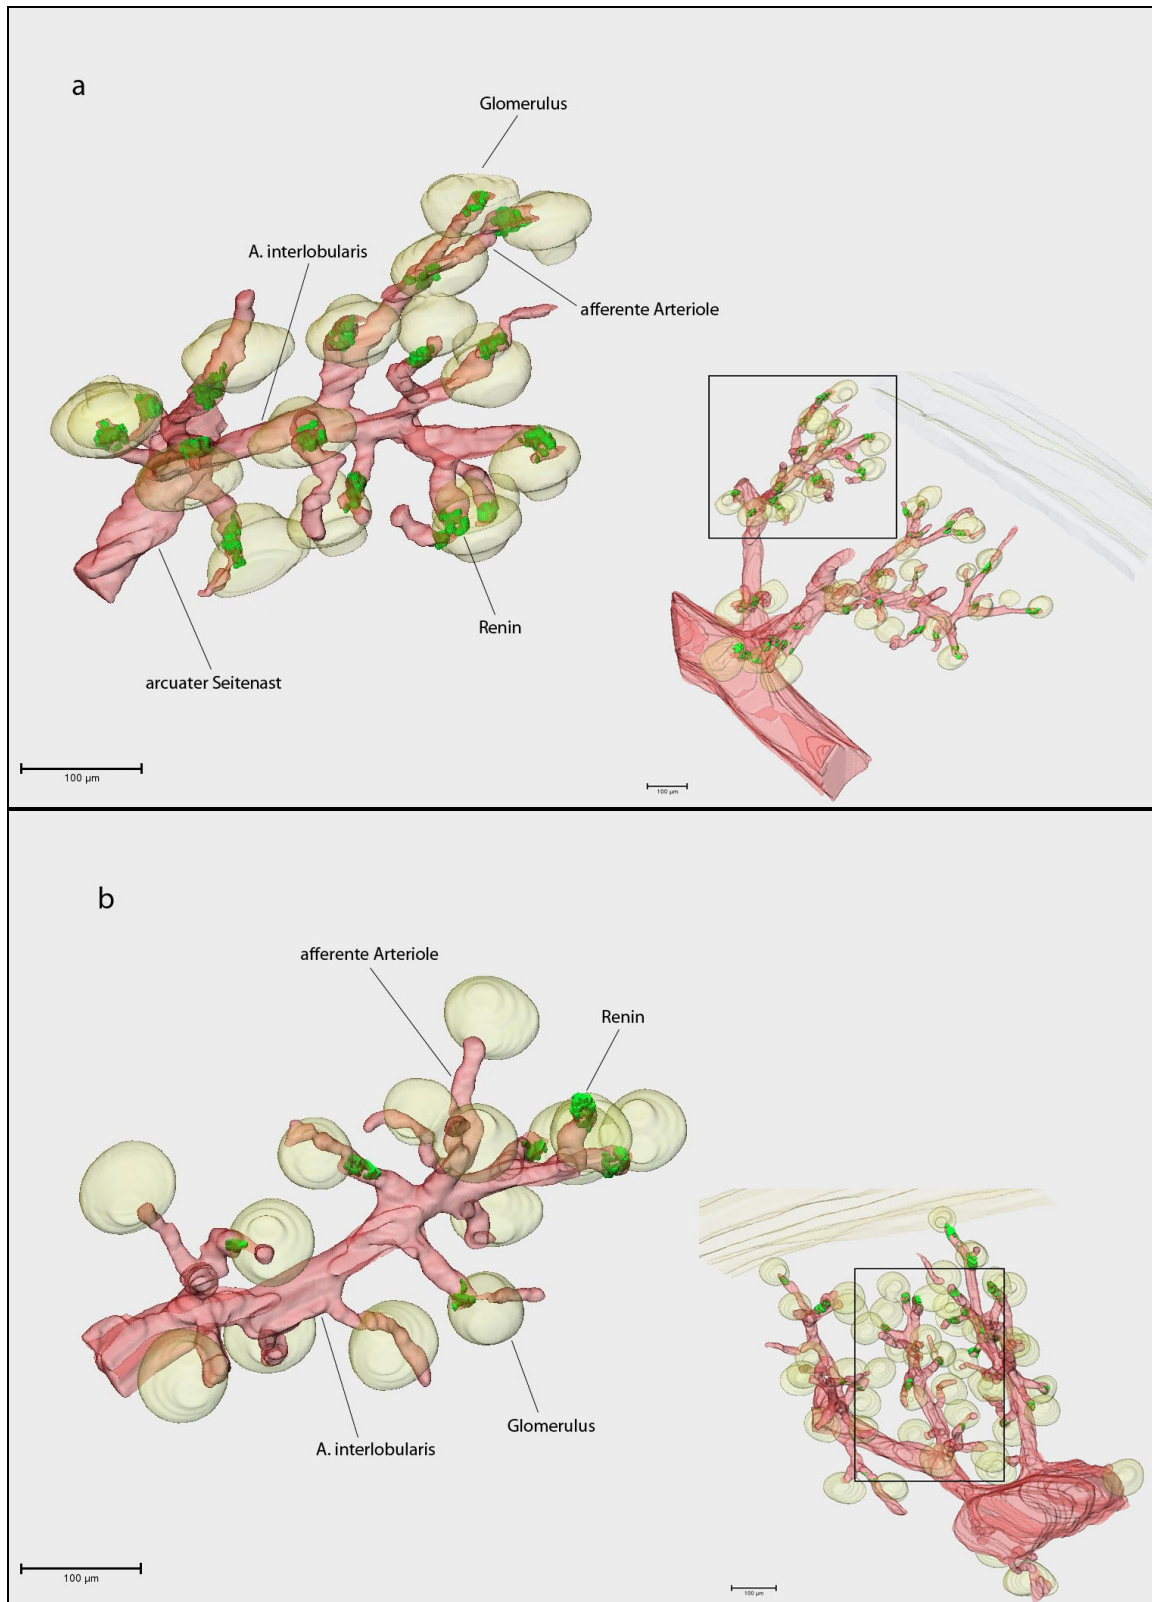 a
Glomerulus
A. interlobularis
afferente Arteriole
Renin
arcuater Seitenast
100 µm
100 µm
b
afferente Arteriole
Renin
Glomerulus
A. interlobularis
100 µm
100 µm